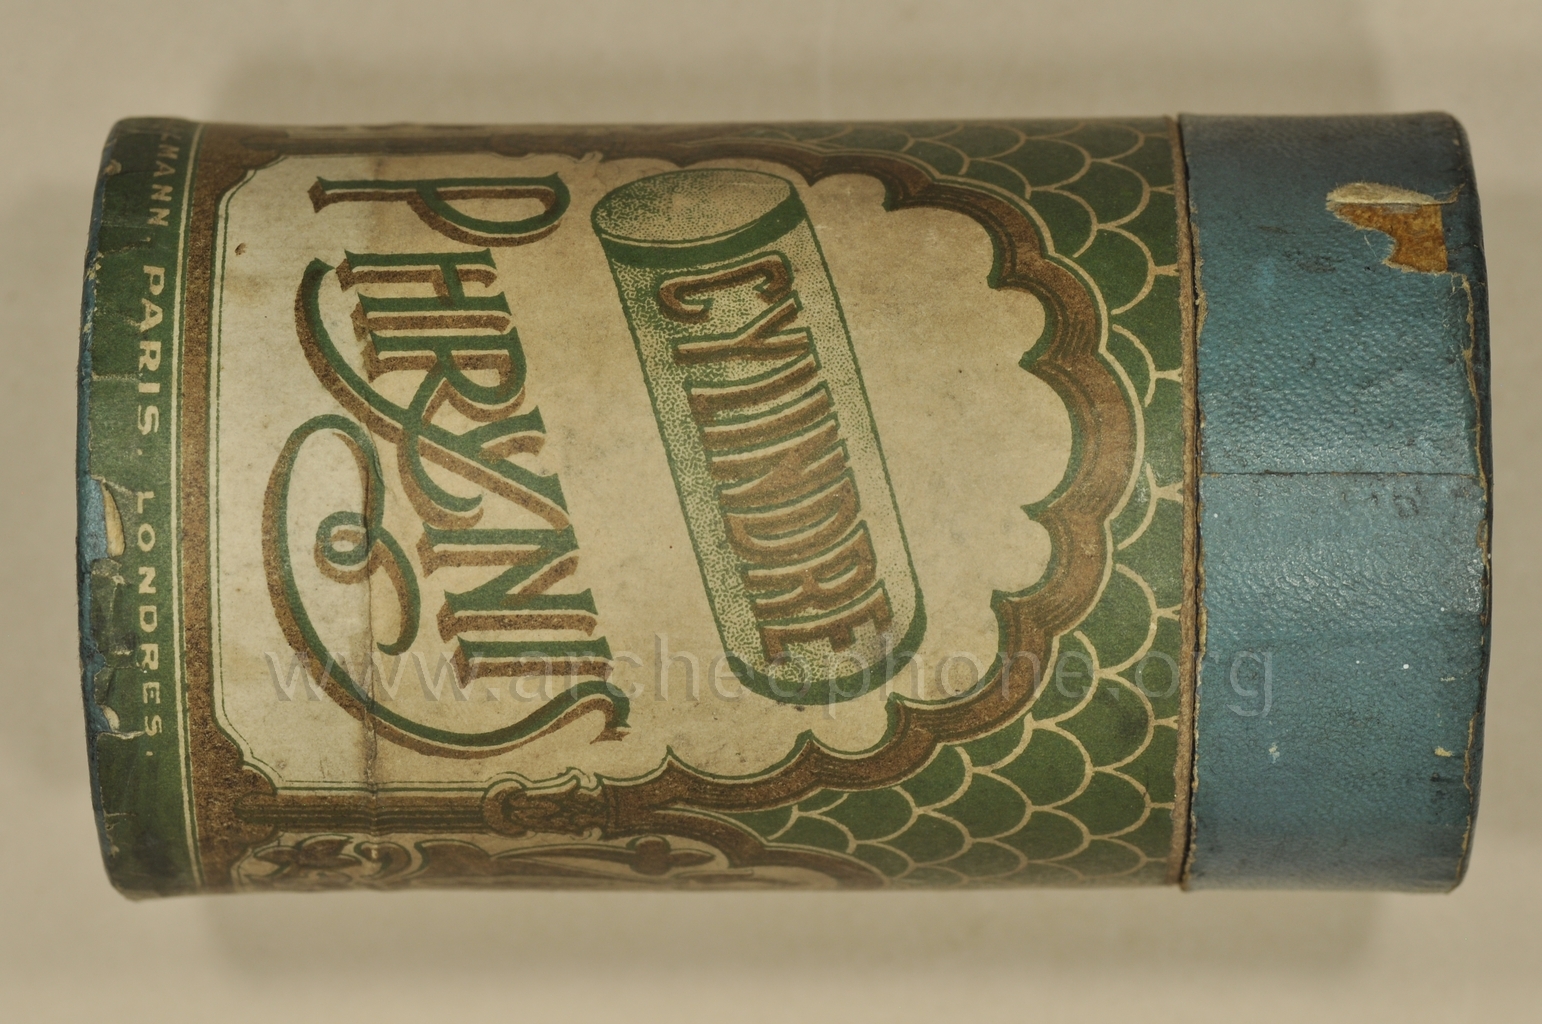 CYLINDRE
PHRYNIS
MANN. PARIS. LONDRES.
www.archeophone.org